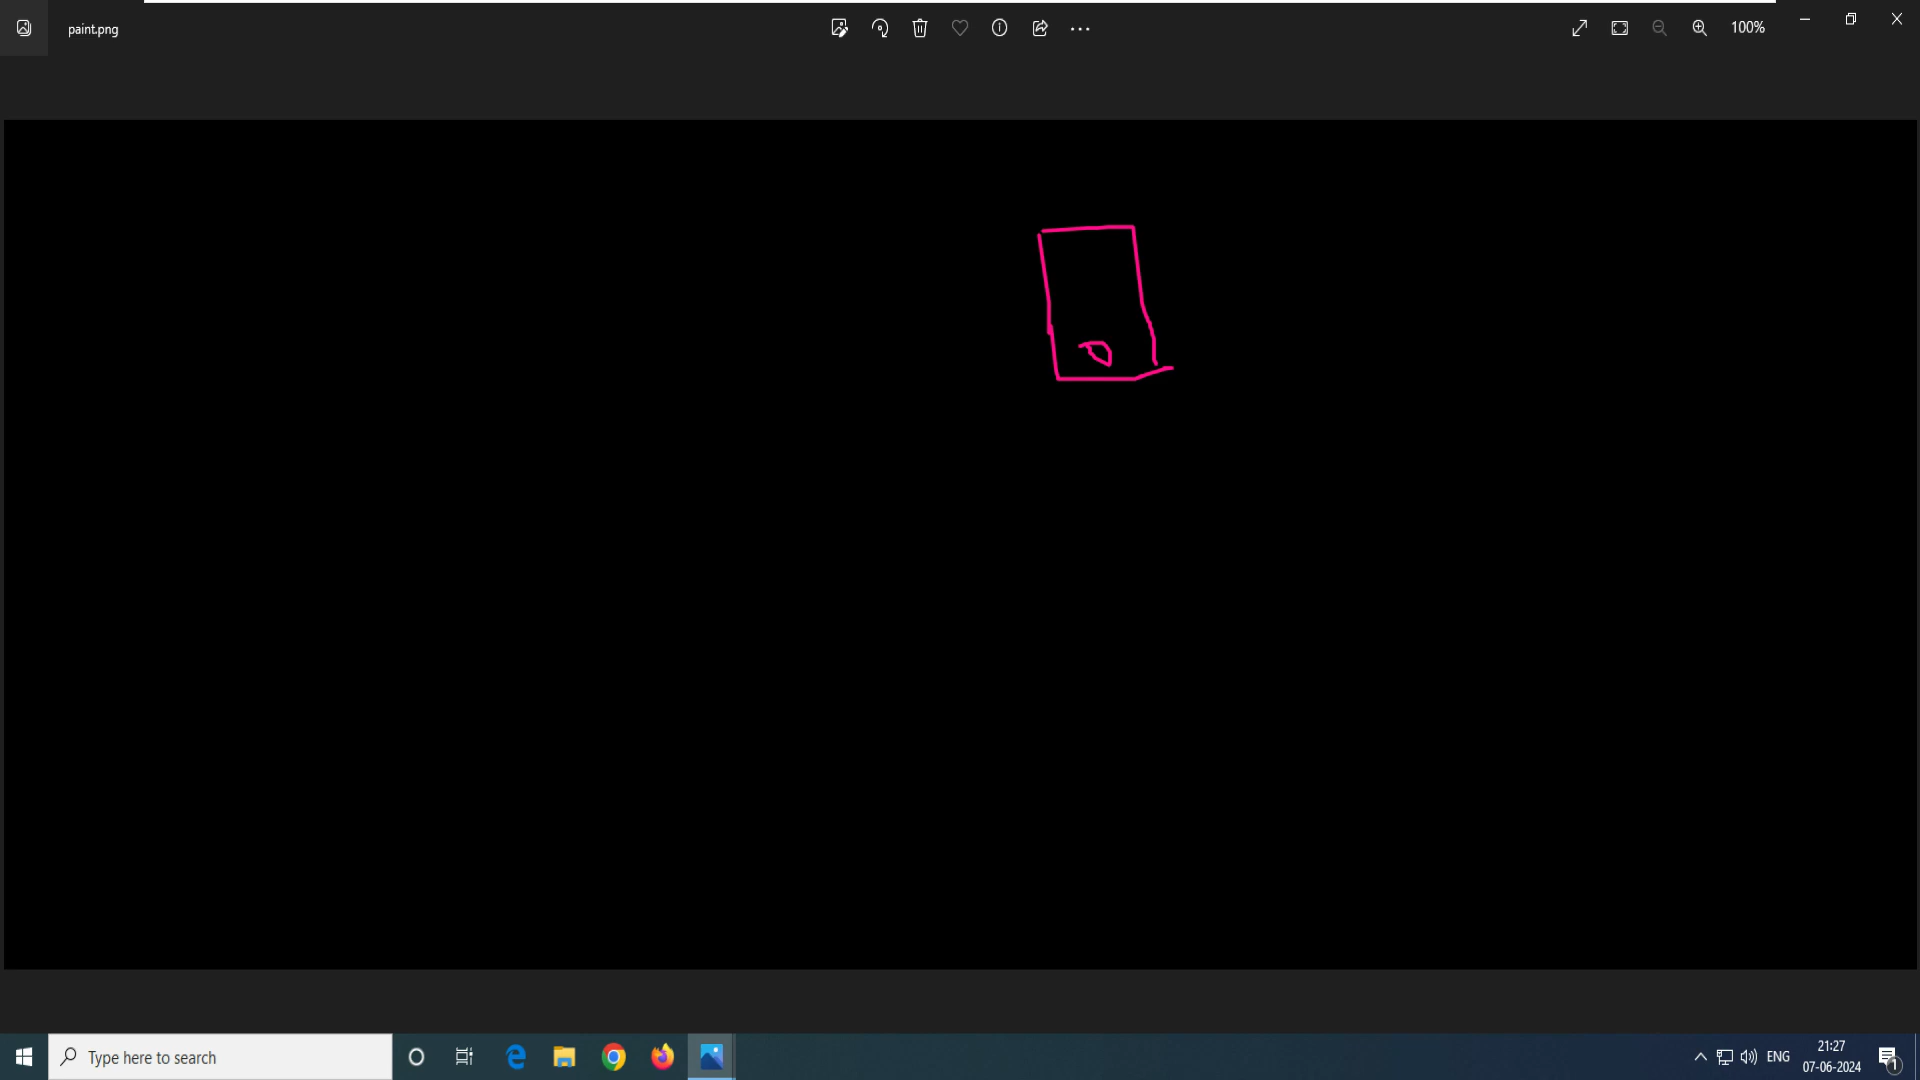 paint.png
100%
Type here to search
ENG
21:27
07-06-2024
1